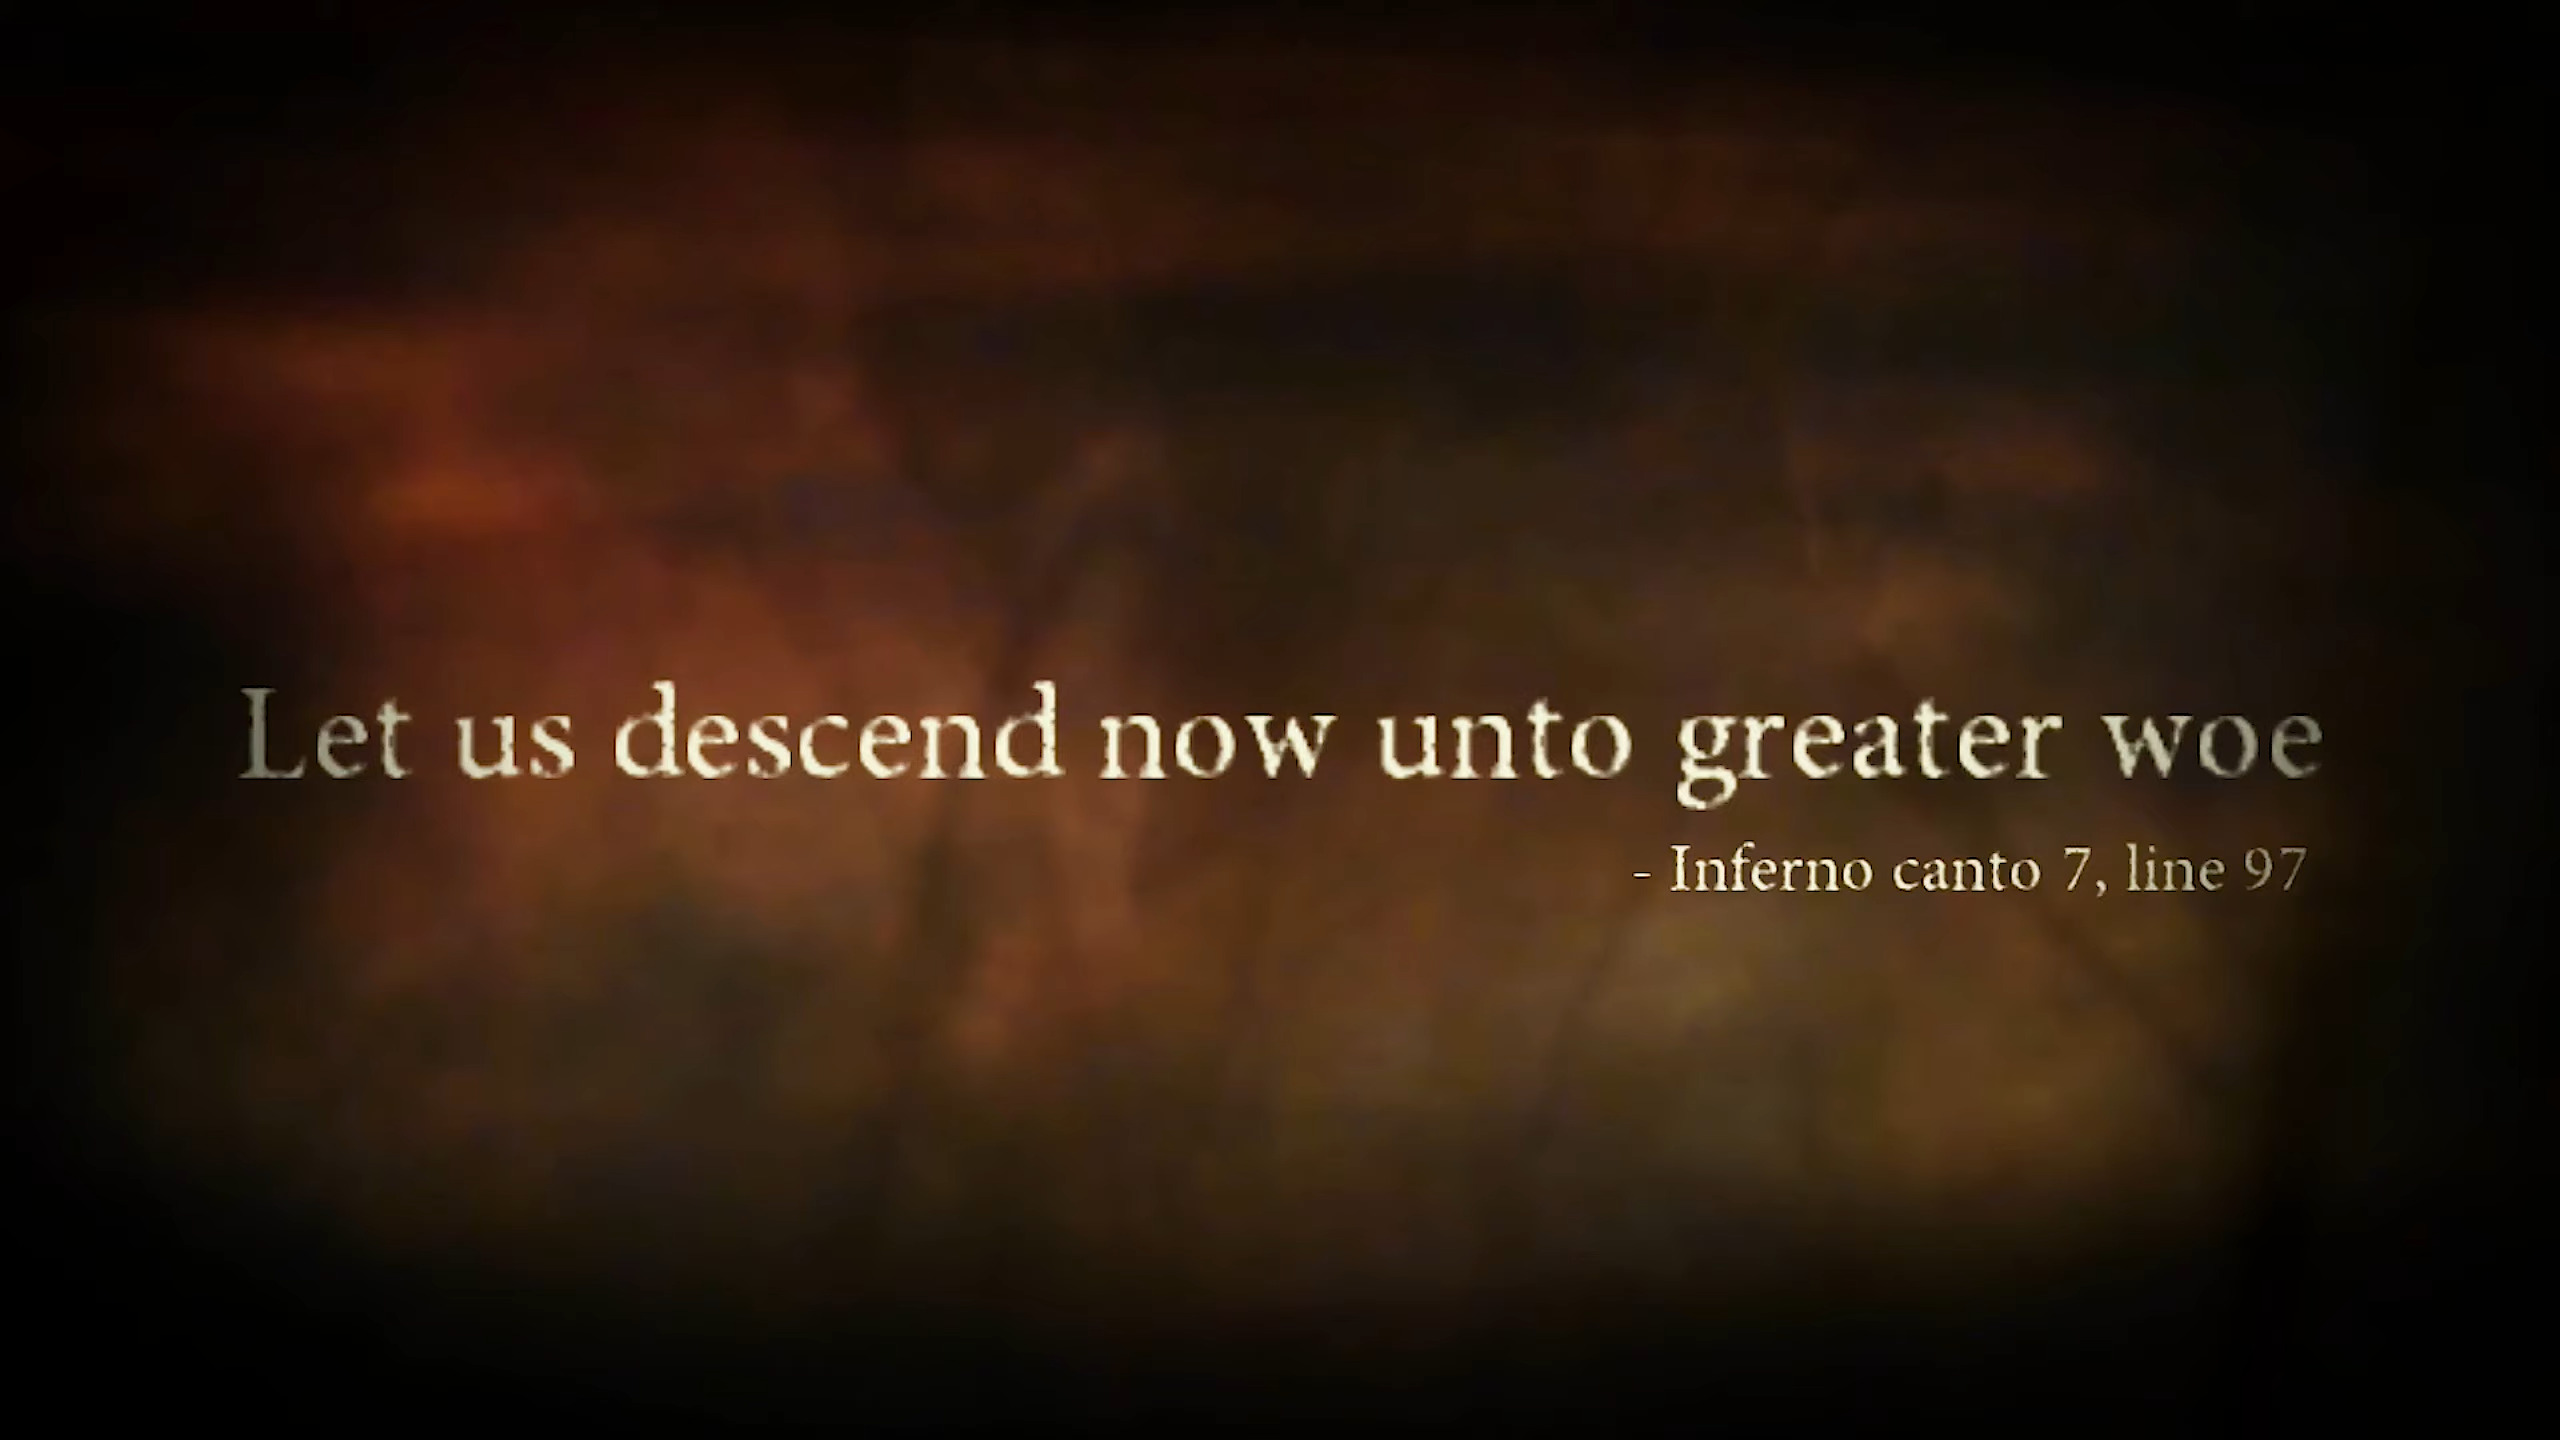 Let us descend now unto greater woe
- Inferno canto 7, line 97